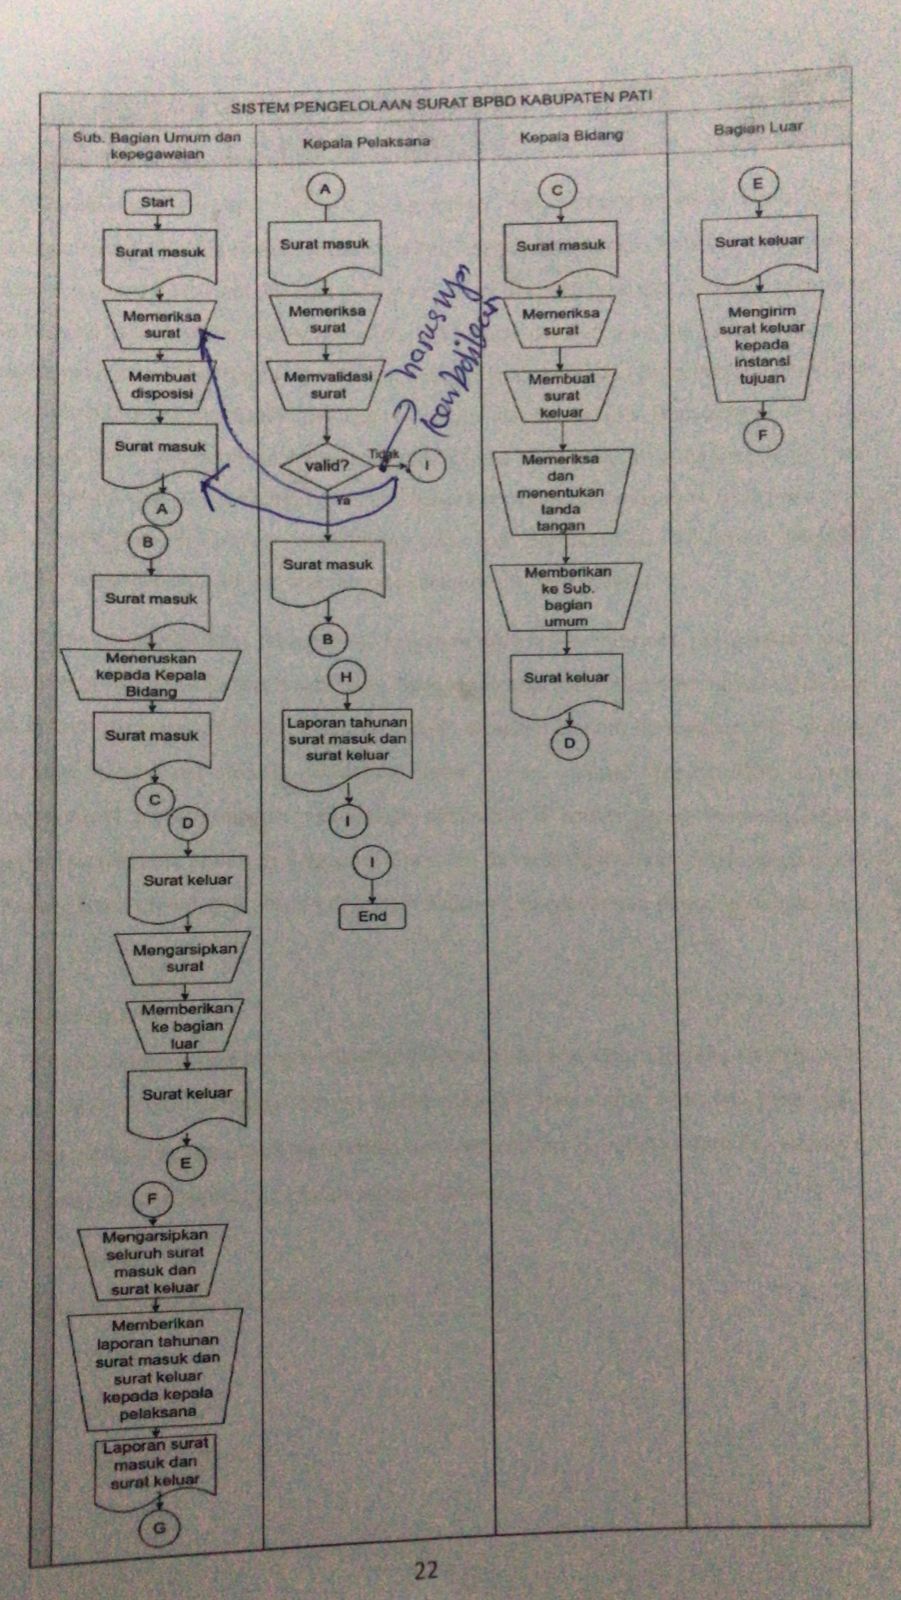 SISTEM PENGELOLAAN SURAT BPBD KABUPATEN PATI
Sub. Bagian Umum dan
kepegawaian
Start
Surat masuk
Memeriksa
surat
Membuat
disposisi
Surat masuk
A
B
Surat masuk
Meneruskan
kepada Kepala
Bidang
Surat masuk
C
D
Surat keluar
Mengarsipkan
surat
Memberikan
ke bagian
luar
Surat keluar
E
F
Mengarsipkan
seluruh surat
masuk dan
surat keluar
Memberikan
laporan tahunan
surat masuk dan
surat keluar
kepada kepala
pelaksana
Laporan surat
masuk dan
surat keluar
G
Kepala Pelaksana
A
Surat masuk
Memeriksa
surat
Memvalidasi
surat
valid?
Tidak
I
Ya
harusnya
Surat masuk
B
H
Laporan tahunan
surat masuk dan
surat keluar
I
I
End
Kepala Bidang
C
Surat masuk
Memeriksa
surat
Membuat
surat
keluar
Memeriksa
dan
menentukan
tanda
tangan
Memberikan
ke Sub.
bagian
umum
Surat keluar
D
Bagian Luar
E
Surat keluar
Mengirim
surat keluar
kepada
instansi
tujuan
F
22